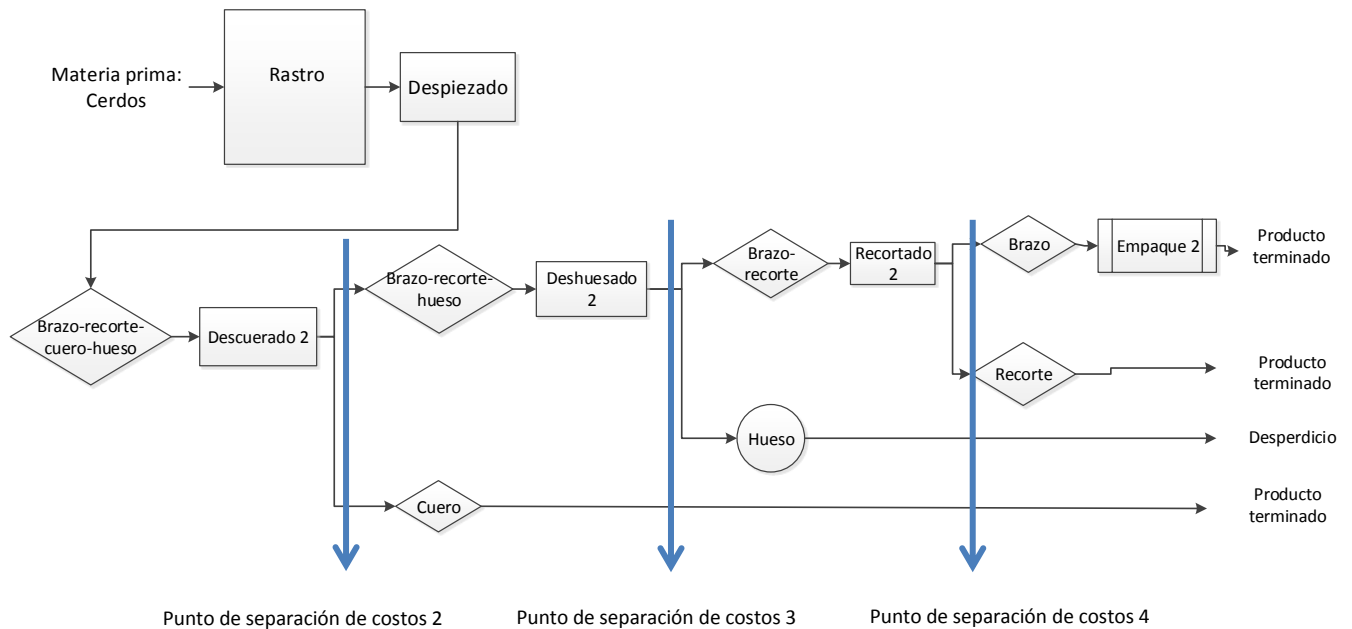 Materia prima:
Cerdos
Rastro
Despiezado
Brazo-recorte-
cuero-hueso
Descuerado 2
Brazo-recorte-
hueso
Deshuesado
2
Brazo-
recorte
Recortado
2
Brazo
Empaque 2
Producto
terminado
Recorte
Producto
terminado
Hueso
Desperdicio
Cuero
Producto
terminado
Punto de separación de costos 2
Punto de separación de costos 3
Punto de separación de costos 4